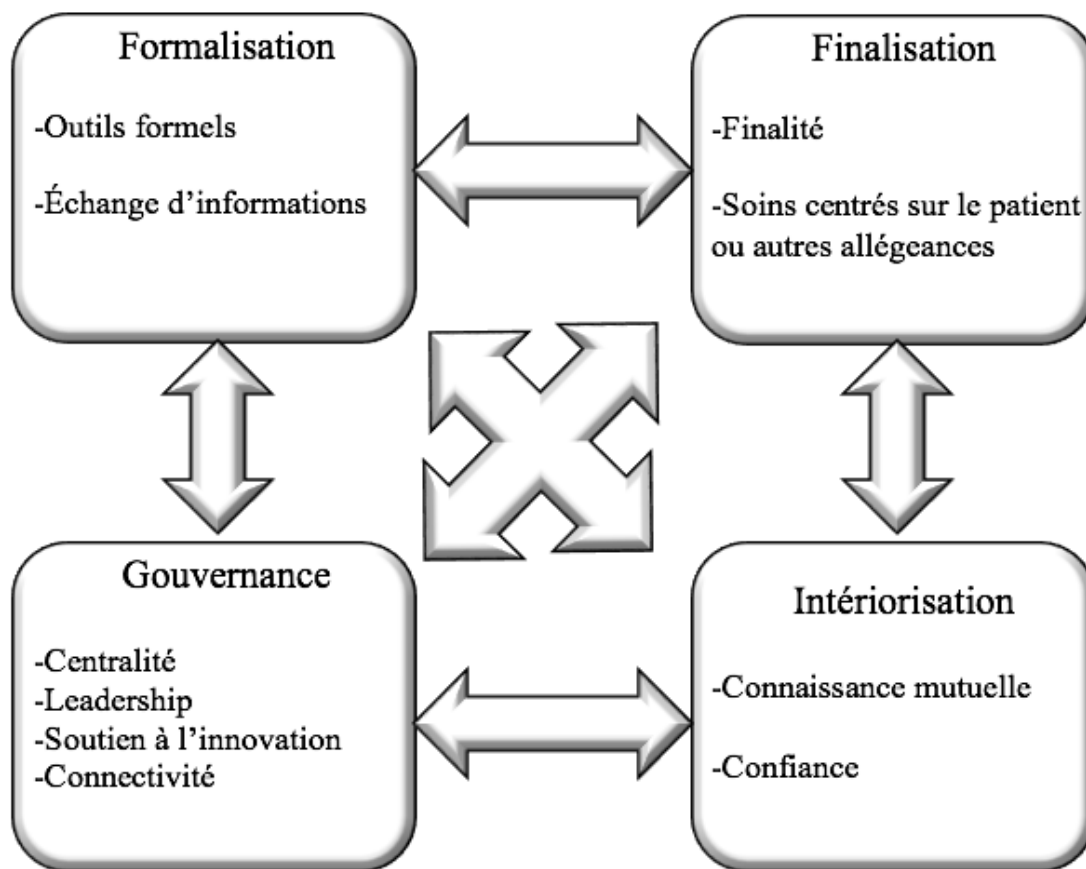 Formalisation
-Outils formels
-Échange d'informations
Finalisation
-Finalité
-Soins centrés sur le patient
ou autres allégeances
Gouvernance
-Centralité
-Leadership
-Soutien à l'innovation
-Connectivité
Intériorisation
-Connaissance mutuelle
-Confiance